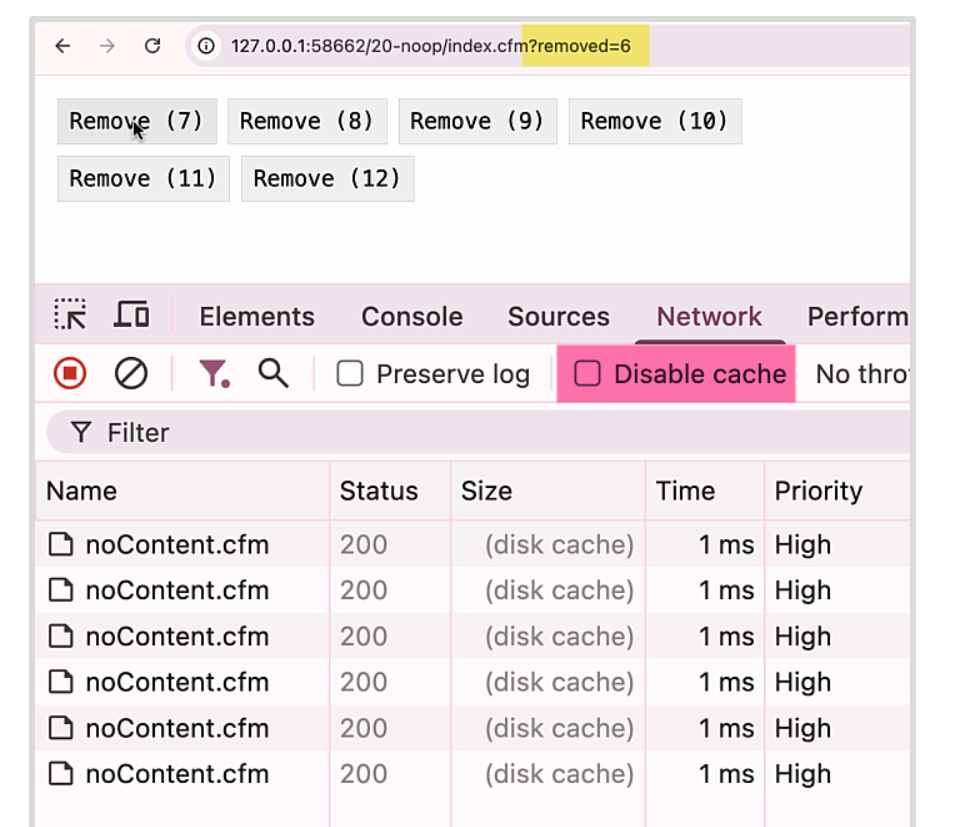 127.0.0.1:58662/20-noop/index.cfm?removed=6
Remove (7) Remove (8) Remove (9) Remove (10)
Remove (11) Remove (12)
Elements Console Sources Network Perform
Preserve log Disable cache No thro
Filter
Name Status Size Time Priority
noContent.cfm 200 (disk cache) 1 ms High
noContent.cfm 200 (disk cache) 1 ms High
noContent.cfm 200 (disk cache) 1 ms High
noContent.cfm 200 (disk cache) 1 ms High
noContent.cfm 200 (disk cache) 1 ms High
noContent.cfm 200 (disk cache) 1 ms High